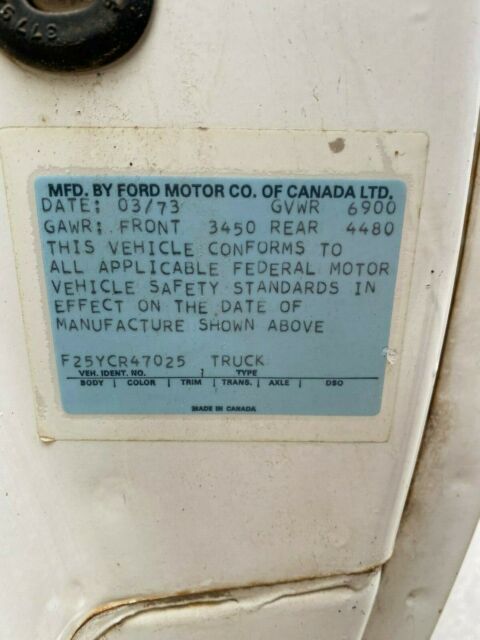 3779
MFD. BY FORD MOTOR CO. OF CANADA LTD.
DATE: 03/73 GVWR 6900
GAWR: FRONT 3450 REAR 4480
THIS VEHICLE CONFORMS TO
ALL APPLICABLE FEDERAL MOTOR
VEHICLE SAFETY STANDARDS IN
EFFECT ON THE DATE OF
MANUFACTURE SHOWN ABOVE
F25YCR47025 TRUCK
VEH. IDENT. NO. TYPE
BODY COLOR TRIM TRANS. AXLE DSO
MADE IN CANADA